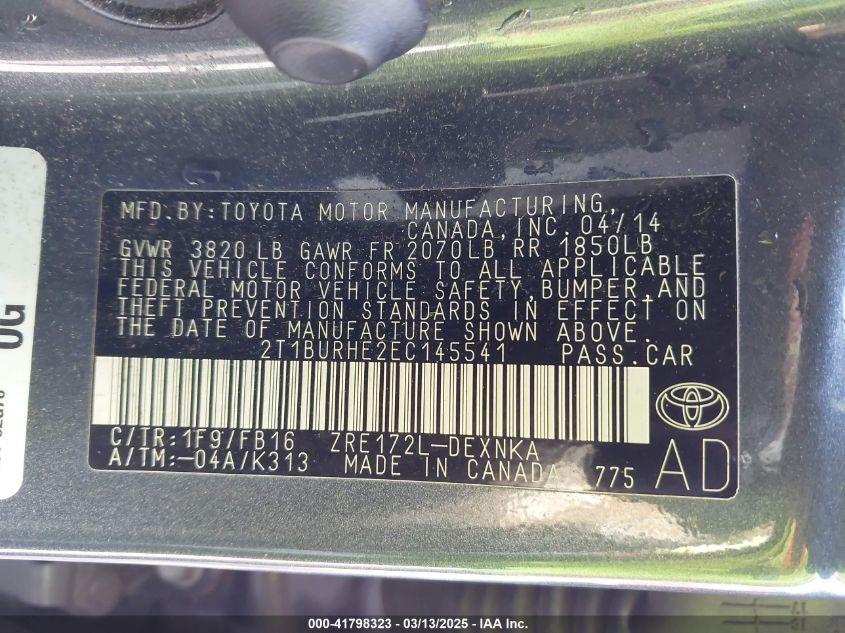 MFD.BY:TOYOTA MOTOR MANUFACTURING,
CANADA, INC. 04/14
GVWR 3820 LB GAWR FR 2070LB RR 1850LB
THIS VEHICLE CONFORMS TO ALL APPLICABLE
FEDERAL MOTOR VEHICLE SAFETY, BUMPER, AND
THEFT PREVENTION STANDARDS IN EFFECT ON
THE DATE OF MANUFACTURE SHOWN ABOVE.
2T1BURHE2EC145541 PASS.CAR
C/TR:1F9/FB16 ZRE172L-DEXNKA
A/TM:-04A/K313 MADE IN CANADA 775
AD
OG
000-41798323 - 03/13/2025 - IAA Inc.